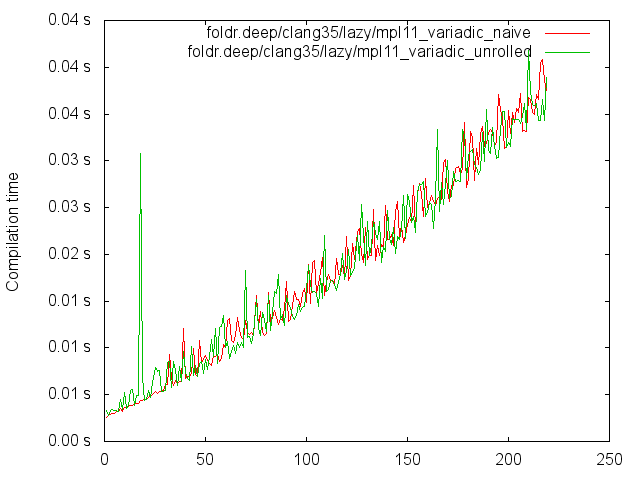 foldr.deep/clang35/lazy/mpl11_variadic_naive
foldr.deep/clang35/lazy/mpl11_variadic_unrolled
Compilation time
0.04 s
0.04 s
0.04 s
0.03 s
0.03 s
0.02 s
0.01 s
0.01 s
0.01 s
0.00 s
0 50 100 150 200 250